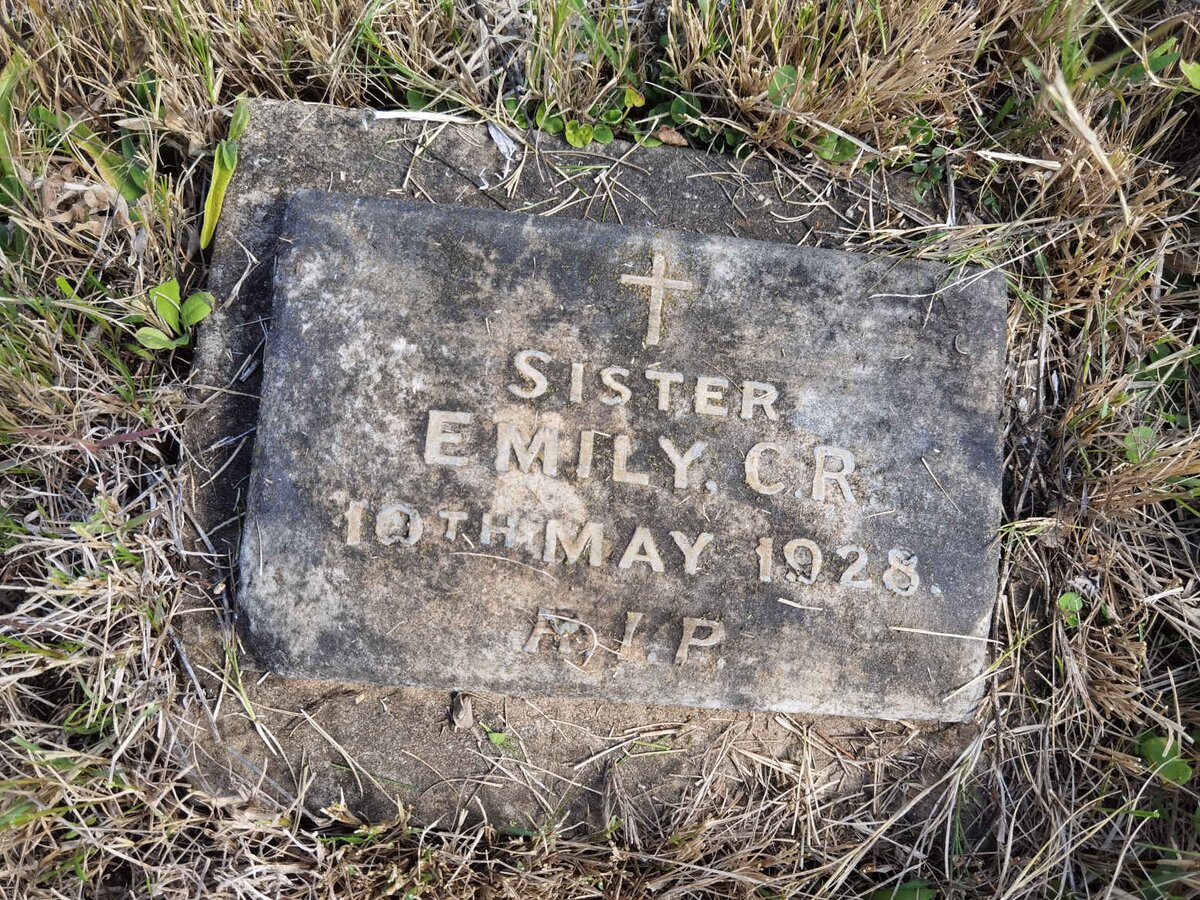 SISTER
EMILY. C.R.
10TH MAY 1928.
R.I.P.